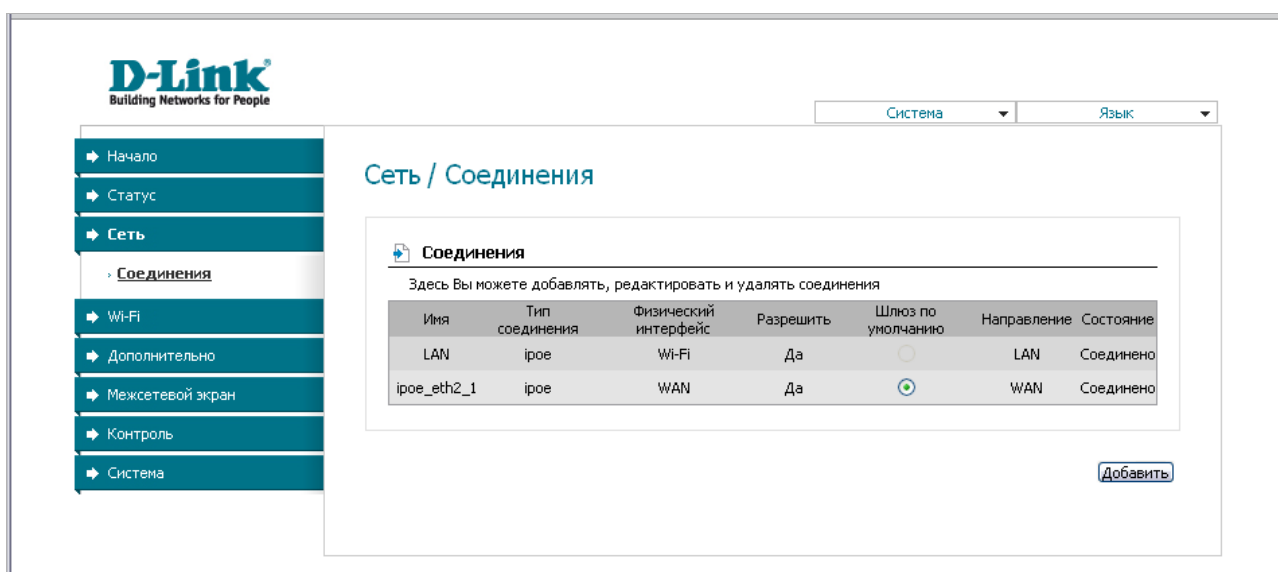 D-Link®
Building Networks for People
Система Язык
Начало
Статус
Сеть
Соединения
Wi-Fi
Дополнительно
Межсетевой экран
Контроль
Система
Сеть / Соединения
Соединения
Здесь Вы можете добавлять, редактировать и удалять соединения
Имя Тип соединения Физический интерфейс Разрешить Шлюз по умолчанию Направление Состояние
LAN ipoe Wi-Fi Да LAN Соединено
ipoe_eth2_1 ipoe WAN Да WAN Соединено
Добавить